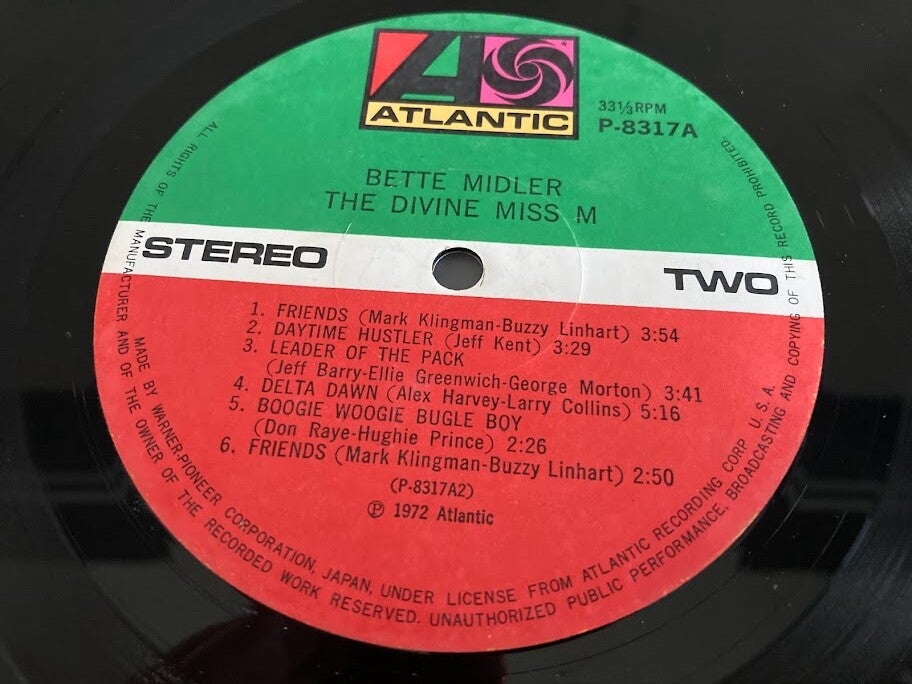 ATLANTIC
33⅓RPM
P-8317A
BETTE MIDLER
THE DIVINE MISS M
STEREO
TWO
1. FRIENDS (Mark Klingman-Buzzy Linhart) 3:54
2. DAYTIME HUSTLER (Jeff Kent) 3:29
3. LEADER OF THE PACK
(Jeff Barry-Ellie Greenwich-George Morton) 3:41
4. DELTA DAWN (Alex Harvey-Larry Collins) 5:16
5. BOOGIE WOOGIE BUGLE BOY
(Don Raye-Hughie Prince) 2:26
6. FRIENDS (Mark Klingman-Buzzy Linhart) 2:50
(P-8317A2)
℗ 1972 Atlantic
MADE BY WARNER-PIONEER CORPORATION, JAPAN, UNDER LICENSE FROM ATLANTIC RECORDING CORP. U.S.A.
ALL RIGHTS OF THE MANUFACTURER AND OF THE OWNER OF THE RECORDED WORK RESERVED. UNAUTHORIZED PUBLIC PERFORMANCE, BROADCASTING AND COPYING OF THIS RECORD PROHIBITED.